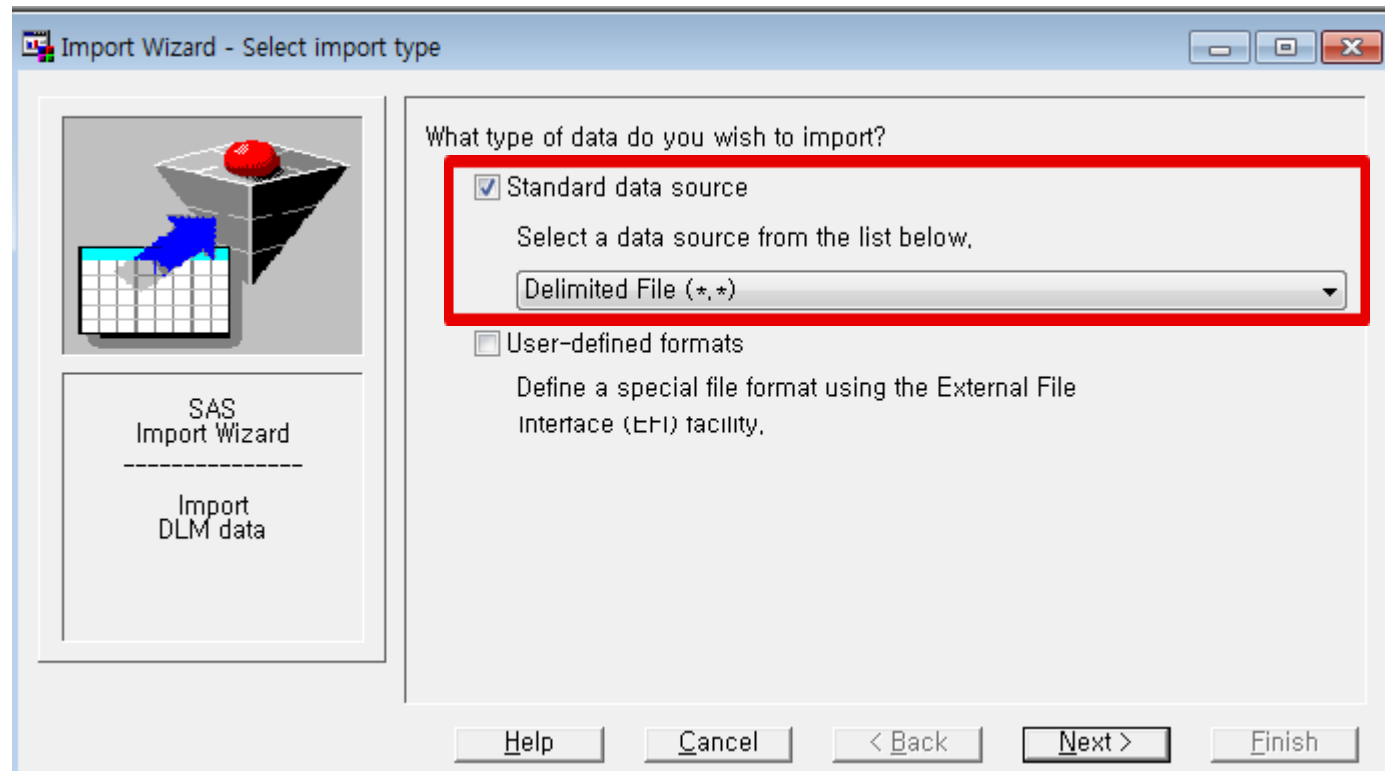 Import Wizard - Select import type
What type of data do you wish to import?
Standard data source
Select a data source from the list below,
Delimited File (*,*)
User-defined formats
Define a special file format using the External File
Interface (EFI) facility,
SAS
Import Wizard
---------------
Import
DLM data
Help
Cancel
< Back
Next >
Finish